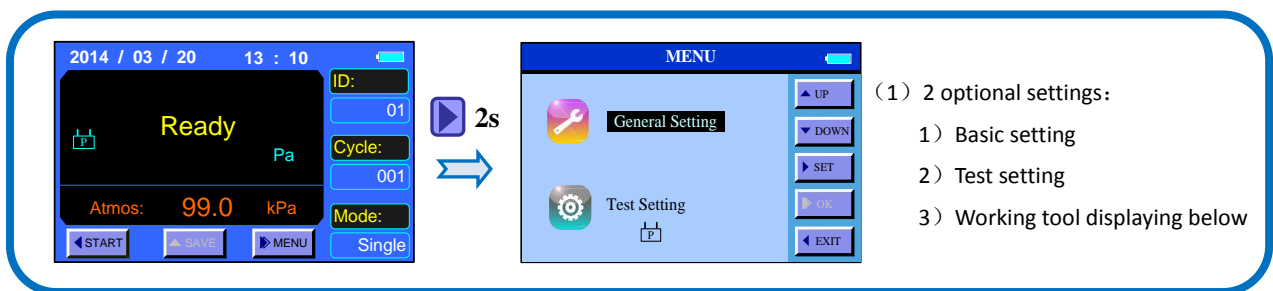 2014 / 03 / 20 13 : 10
Ready
P
Pa
Atmos: 99.0 kPa
START SAVE MENU
ID:
01
Cycle:
001
Mode:
Single
2s
MENU
General Setting
Test Setting
P
UP
DOWN
SET
OK
EXIT
（1）2 optional settings：
1）Basic setting
2）Test setting
3）Working tool displaying below